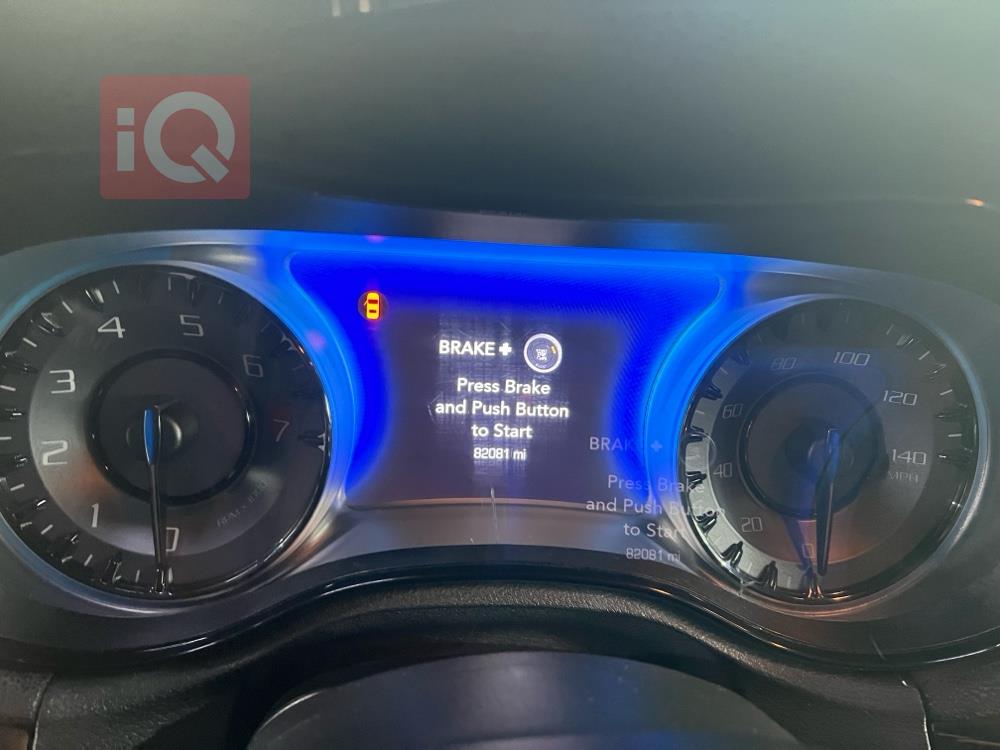 iQ
BRAKE +
Press Brake
and Push Button
to Start
82081 mi
BRAKE +
Press Brake
and Push Button
to Start
82081 mi
0
1
2
3
4
5
6
7
0
20
40
60
80
100
120
140
MPH